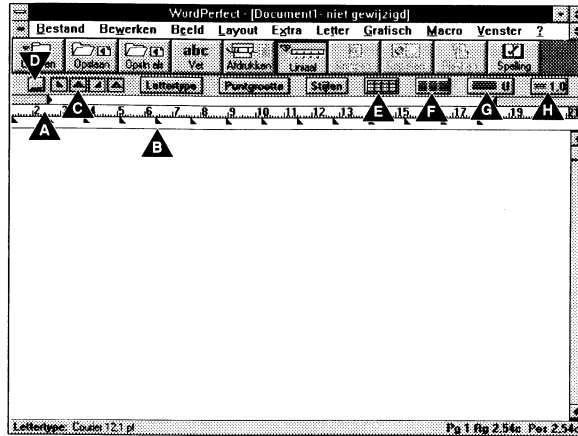 WordPerfect - [Document1- niet gewijzigd]
Bestand Bewerken Beeld Layout Extra Letter Grafisch Macro Venster ?
D
Opslaan Opsln als abc Vet Afdrukken Liniaal Spelling
Lettertype Puntgrootte Stijlen U 1,0
A C E F G H
2 3 5 6 7 8 9 10 11 12 13 15 17 19
B
Lettertype: Courier 12,1 pt Pg 1 Rg 2.54c Pos 2.54c